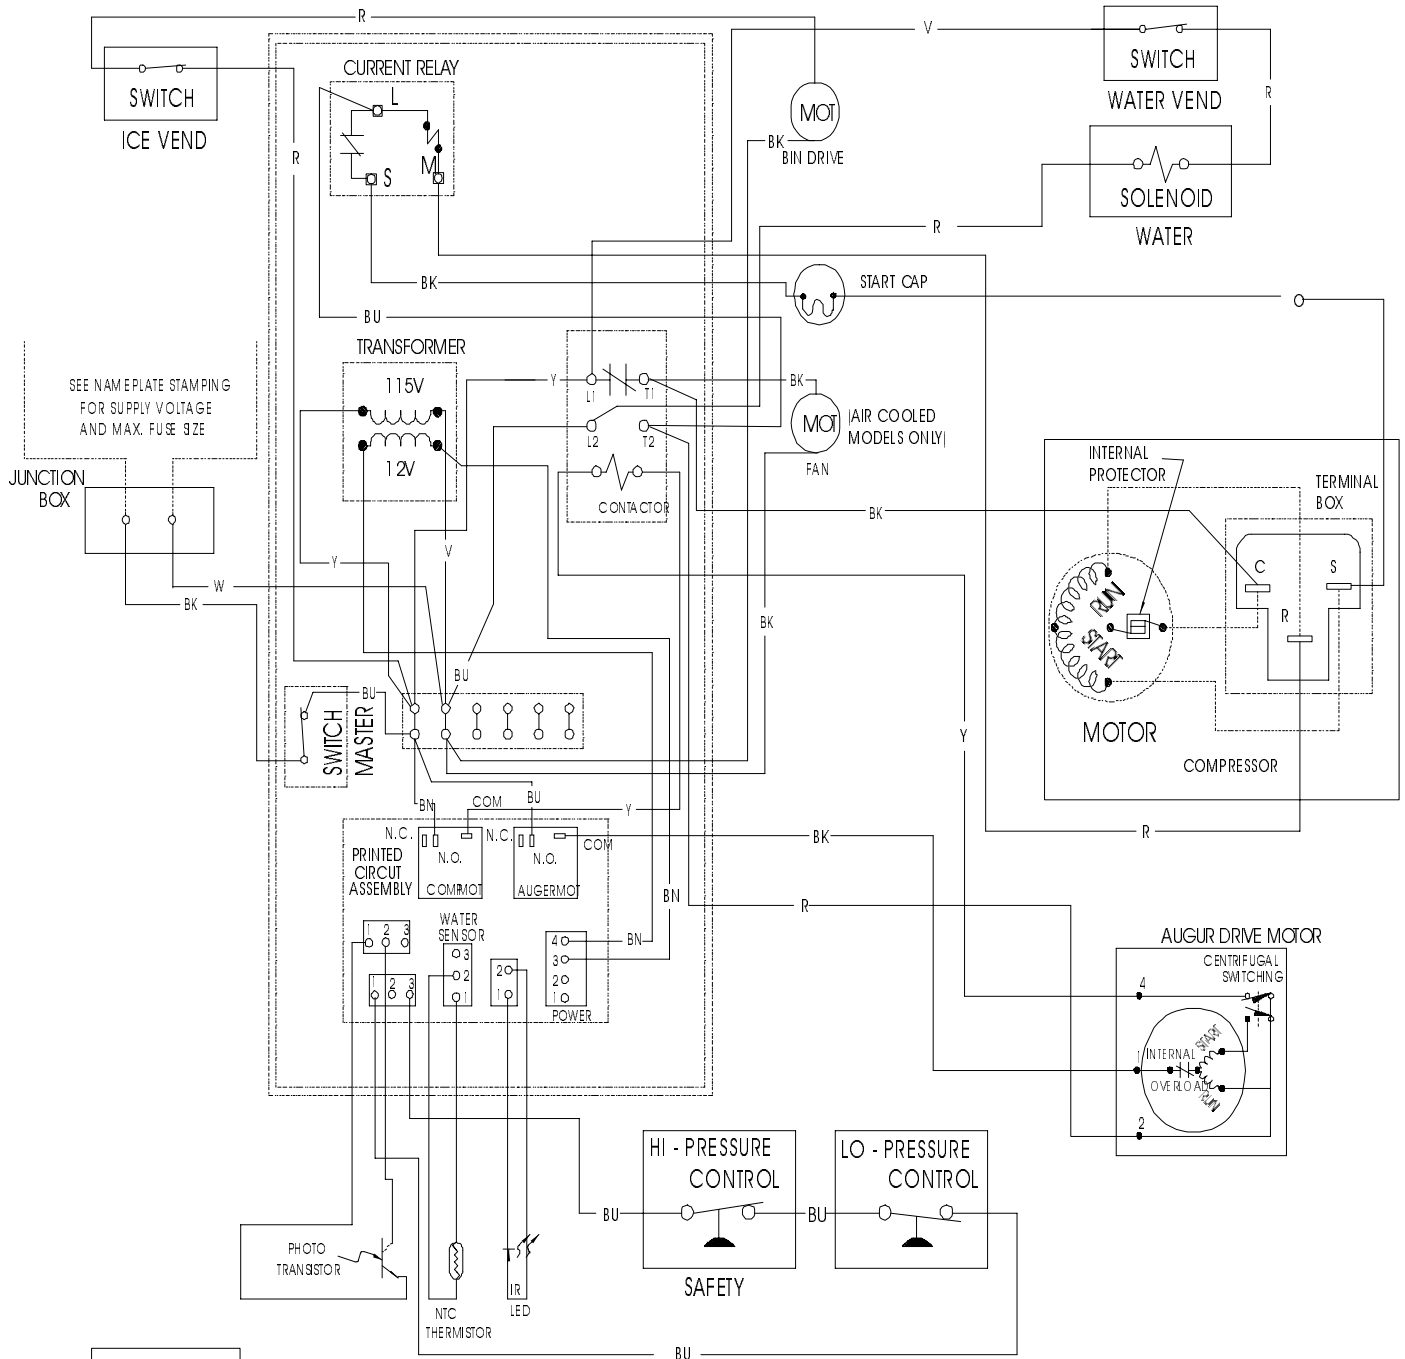 R
V
SWITCH
ICE VEND
SWITCH
WATER VEND
R
CURRENT RELAY
L
S
M
R
MOT
BK
BIN DRIVE
SOLENOID
WATER
R
BK
START CAP
BU
TRANSFORMER
115V
12V
SEE NAMEPLATE STAMPING
FOR SUPPLY VOLTAGE
AND MAX. FUSE SIZE
JUNCTION
BOX
Y
L1
T1
L2
T2
CONTACTOR
BK
MOT
(AIR COOLED
MODELS ONLY)
FAN
INTERNAL
PROTECTOR
TERMINAL
BOX
BK
C
S
R
RUN
START
MOTOR
COMPRESSOR
Y
V
W
BK
BK
BU
BU
SWITCH
MASTER
Y
BN
COM
BU
Y
N.C.
N.O.
COMPMOT
N.C.
N.O.
COM
AUGERMOT
BK
R
PRINTED
CIRCUT
ASSEMBLY
BN
R
1 2 3
WATER
SENSOR
3
2
1
1 2 3
2
1
4
3
2
1
BN
POWER
AUGUR DRIVE MOTOR
CENTRIFUGAL
SWITCHING
4
1
INTERNAL
OVERLOAD
START
RUN
2
HI - PRESSURE
CONTROL
LO - PRESSURE
CONTROL
BU
BU
SAFETY
PHOTO
TRANSISTOR
NTC
THERMISTOR
IR
LED
BU